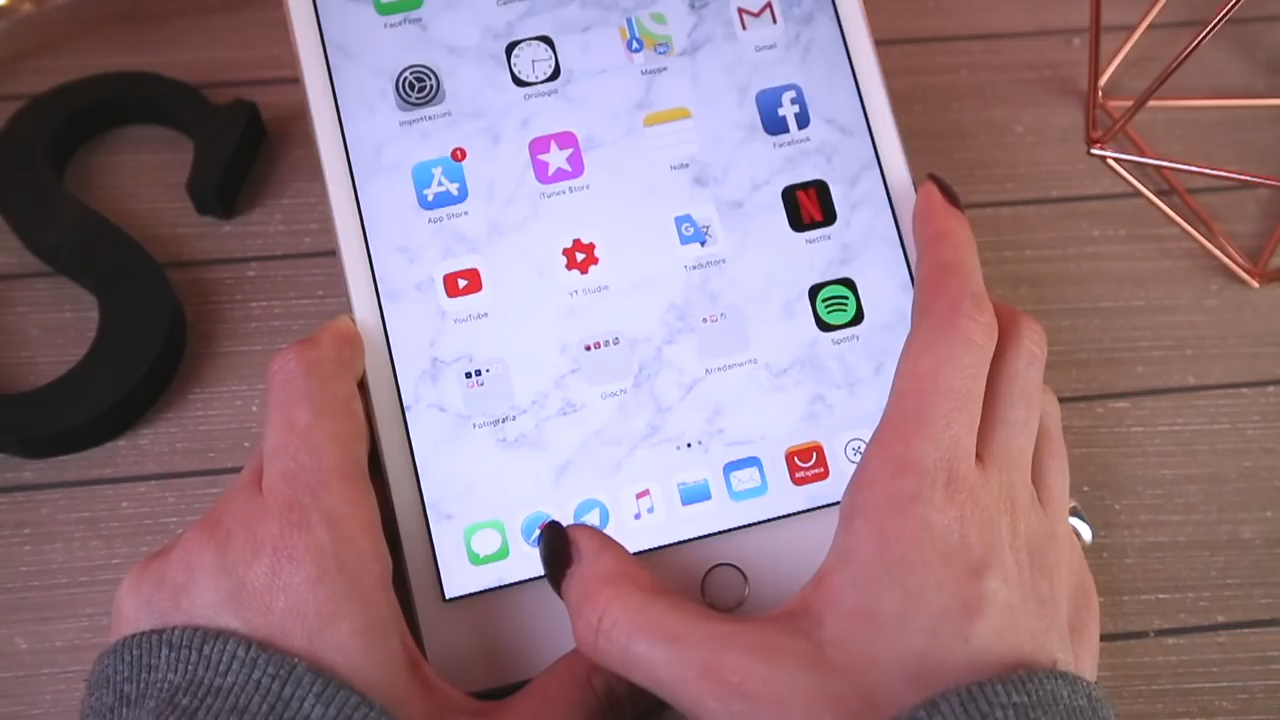 FaceTime
Impostazioni
Orologio
Mappe
Gmail
App Store
1
iTunes Store
Note
Facebook
YouTube
YT Studio
Traduttore
Netflix
Fotografia
Giochi
Arredamento
Spotify
AliExpress